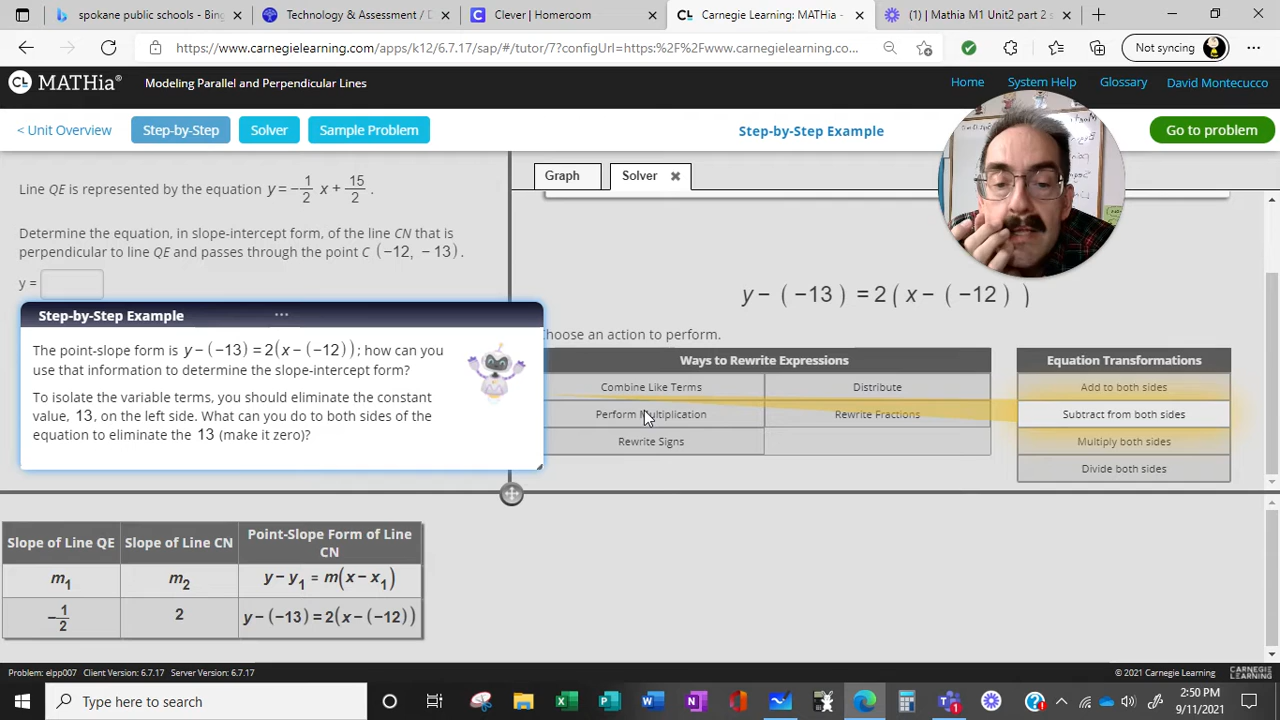 spokane public schools - Bing
Technology & Assessment / D
Clever | Homeroom
Carnegie Learning: MATHia -
(1) | Mathia M1 Unit2 part 2 s
https://www.carnegielearning.com/apps/k12/6.7.17/sap/#/tutor/7?configUrl=https:%2F%2Fwww.carnegielearning.co...
Not syncing
CL MATHia®
Modeling Parallel and Perpendicular Lines
Home
System Help
Glossary
David Montecucco
< Unit Overview
Step-by-Step
Solver
Sample Problem
Step-by-Step Example
Go to problem
Graph
Solver
Line QE is represented by the equation y = -1/2 x + 15/2 .
Determine the equation, in slope-intercept form, of the line CN that is
perpendicular to line QE and passes through the point C (-12, -13).
y =
Step-by-Step Example
The point-slope form is y - (-13) = 2(x - (-12)); how can you
use that information to determine the slope-intercept form?
To isolate the variable terms, you should eliminate the constant
value, 13, on the left side. What can you do to both sides of the
equation to eliminate the 13 (make it zero)?
y - (-13) = 2(x - (-12))
hoose an action to perform.
Ways to Rewrite Expressions
Combine Like Terms
Distribute
Perform Multiplication
Rewrite Fractions
Rewrite Signs
Equation Transformations
Add to both sides
Subtract from both sides
Multiply both sides
Divide both sides
Slope of Line QE
Slope of Line CN
Point-Slope Form of Line
CN
m1
m2
y - y1 = m(x - x1)
-1/2
2
y - (-13) = 2(x - (-12))
Problem: elpp007 Client Version: 6.7.17 Server Version: 6.7.17
© 2021 Carnegie Learning
CARNEGIE
LEARNING
Type here to search
2:50 PM
9/11/2021